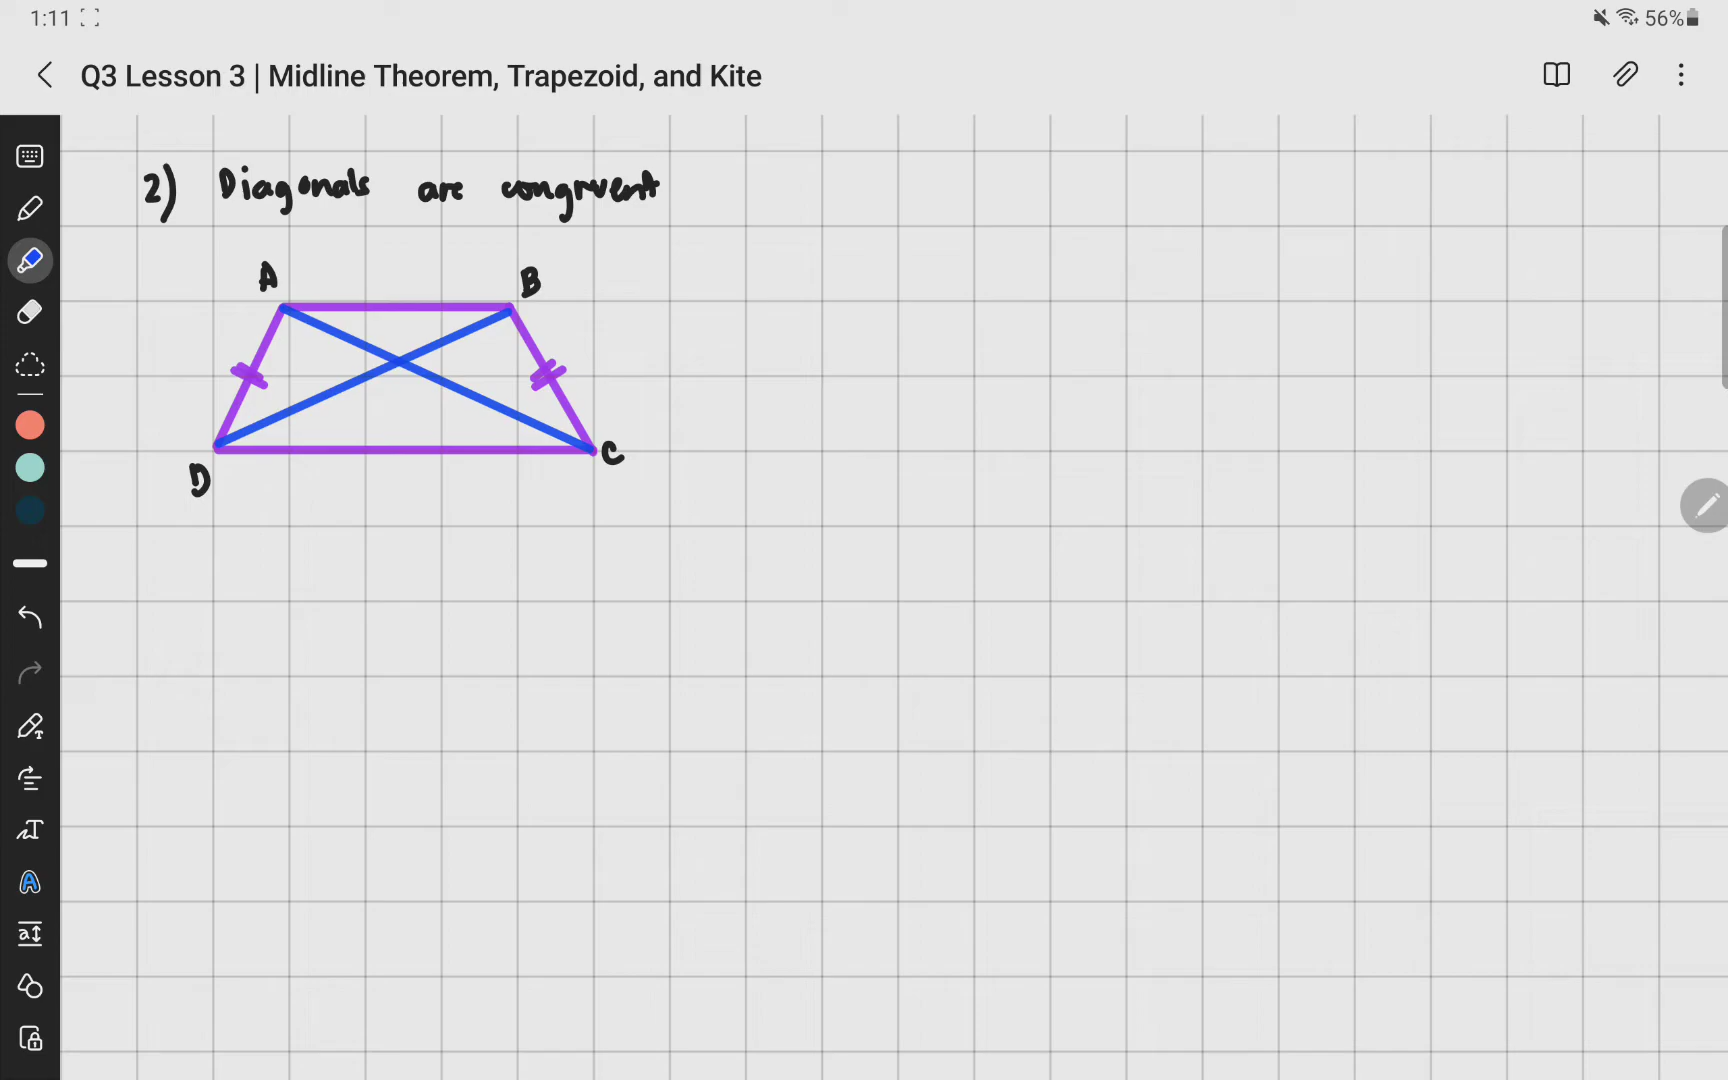 1:11 56%
Q3 Lesson 3 | Midline Theorem, Trapezoid, and Kite
2) Diagonals are congruent
A B
D C